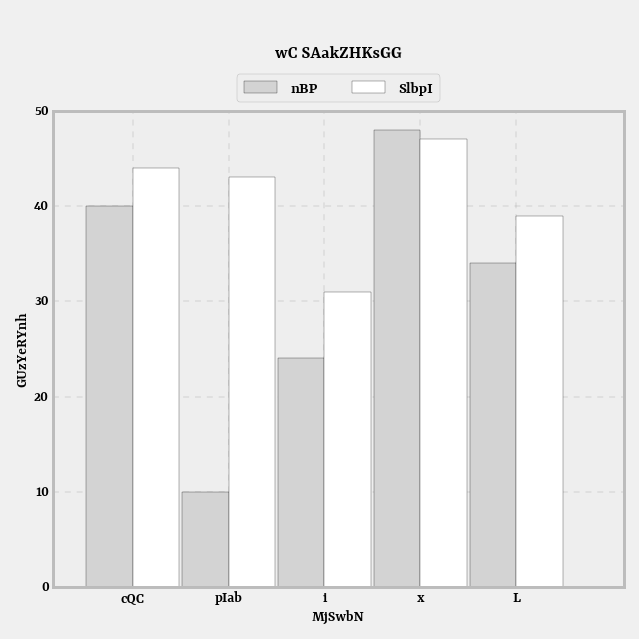 wC SAakZHKsGG
nBP SlbpI
50
40
30
20
10
0
GUzYeRYnh
cQC pIab i x L
MjSwbN